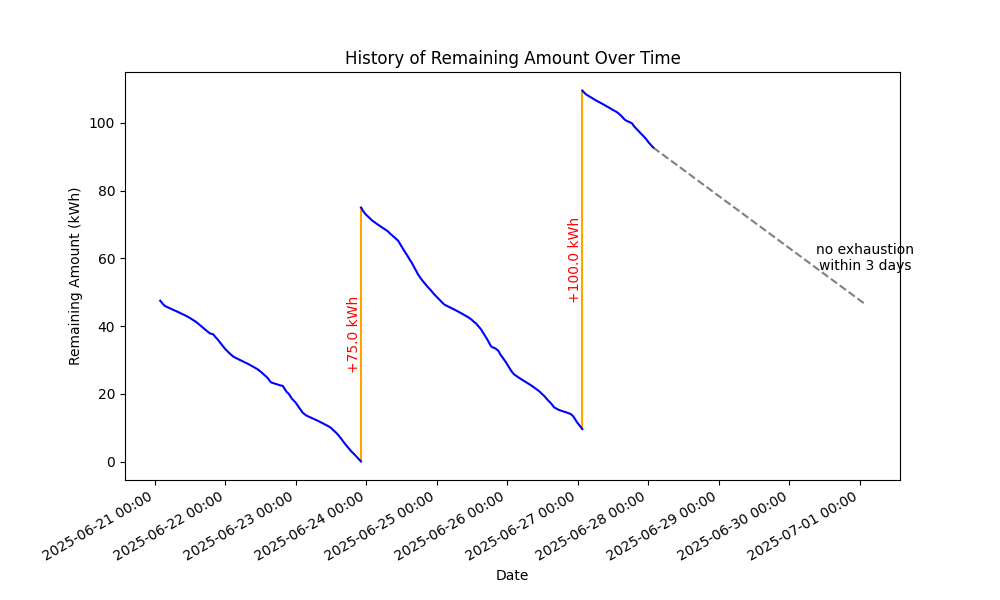 History of Remaining Amount Over Time
Remaining Amount (kWh)
100
80
60
40
20
0
+75.0 kWh
+100.0 kWh
no exhaustion
within 3 days
2025-06-21 00:00
2025-06-22 00:00
2025-06-23 00:00
2025-06-24 00:00
2025-06-25 00:00
2025-06-26 00:00
2025-06-27 00:00
2025-06-28 00:00
2025-06-29 00:00
2025-06-30 00:00
2025-07-01 00:00
Date